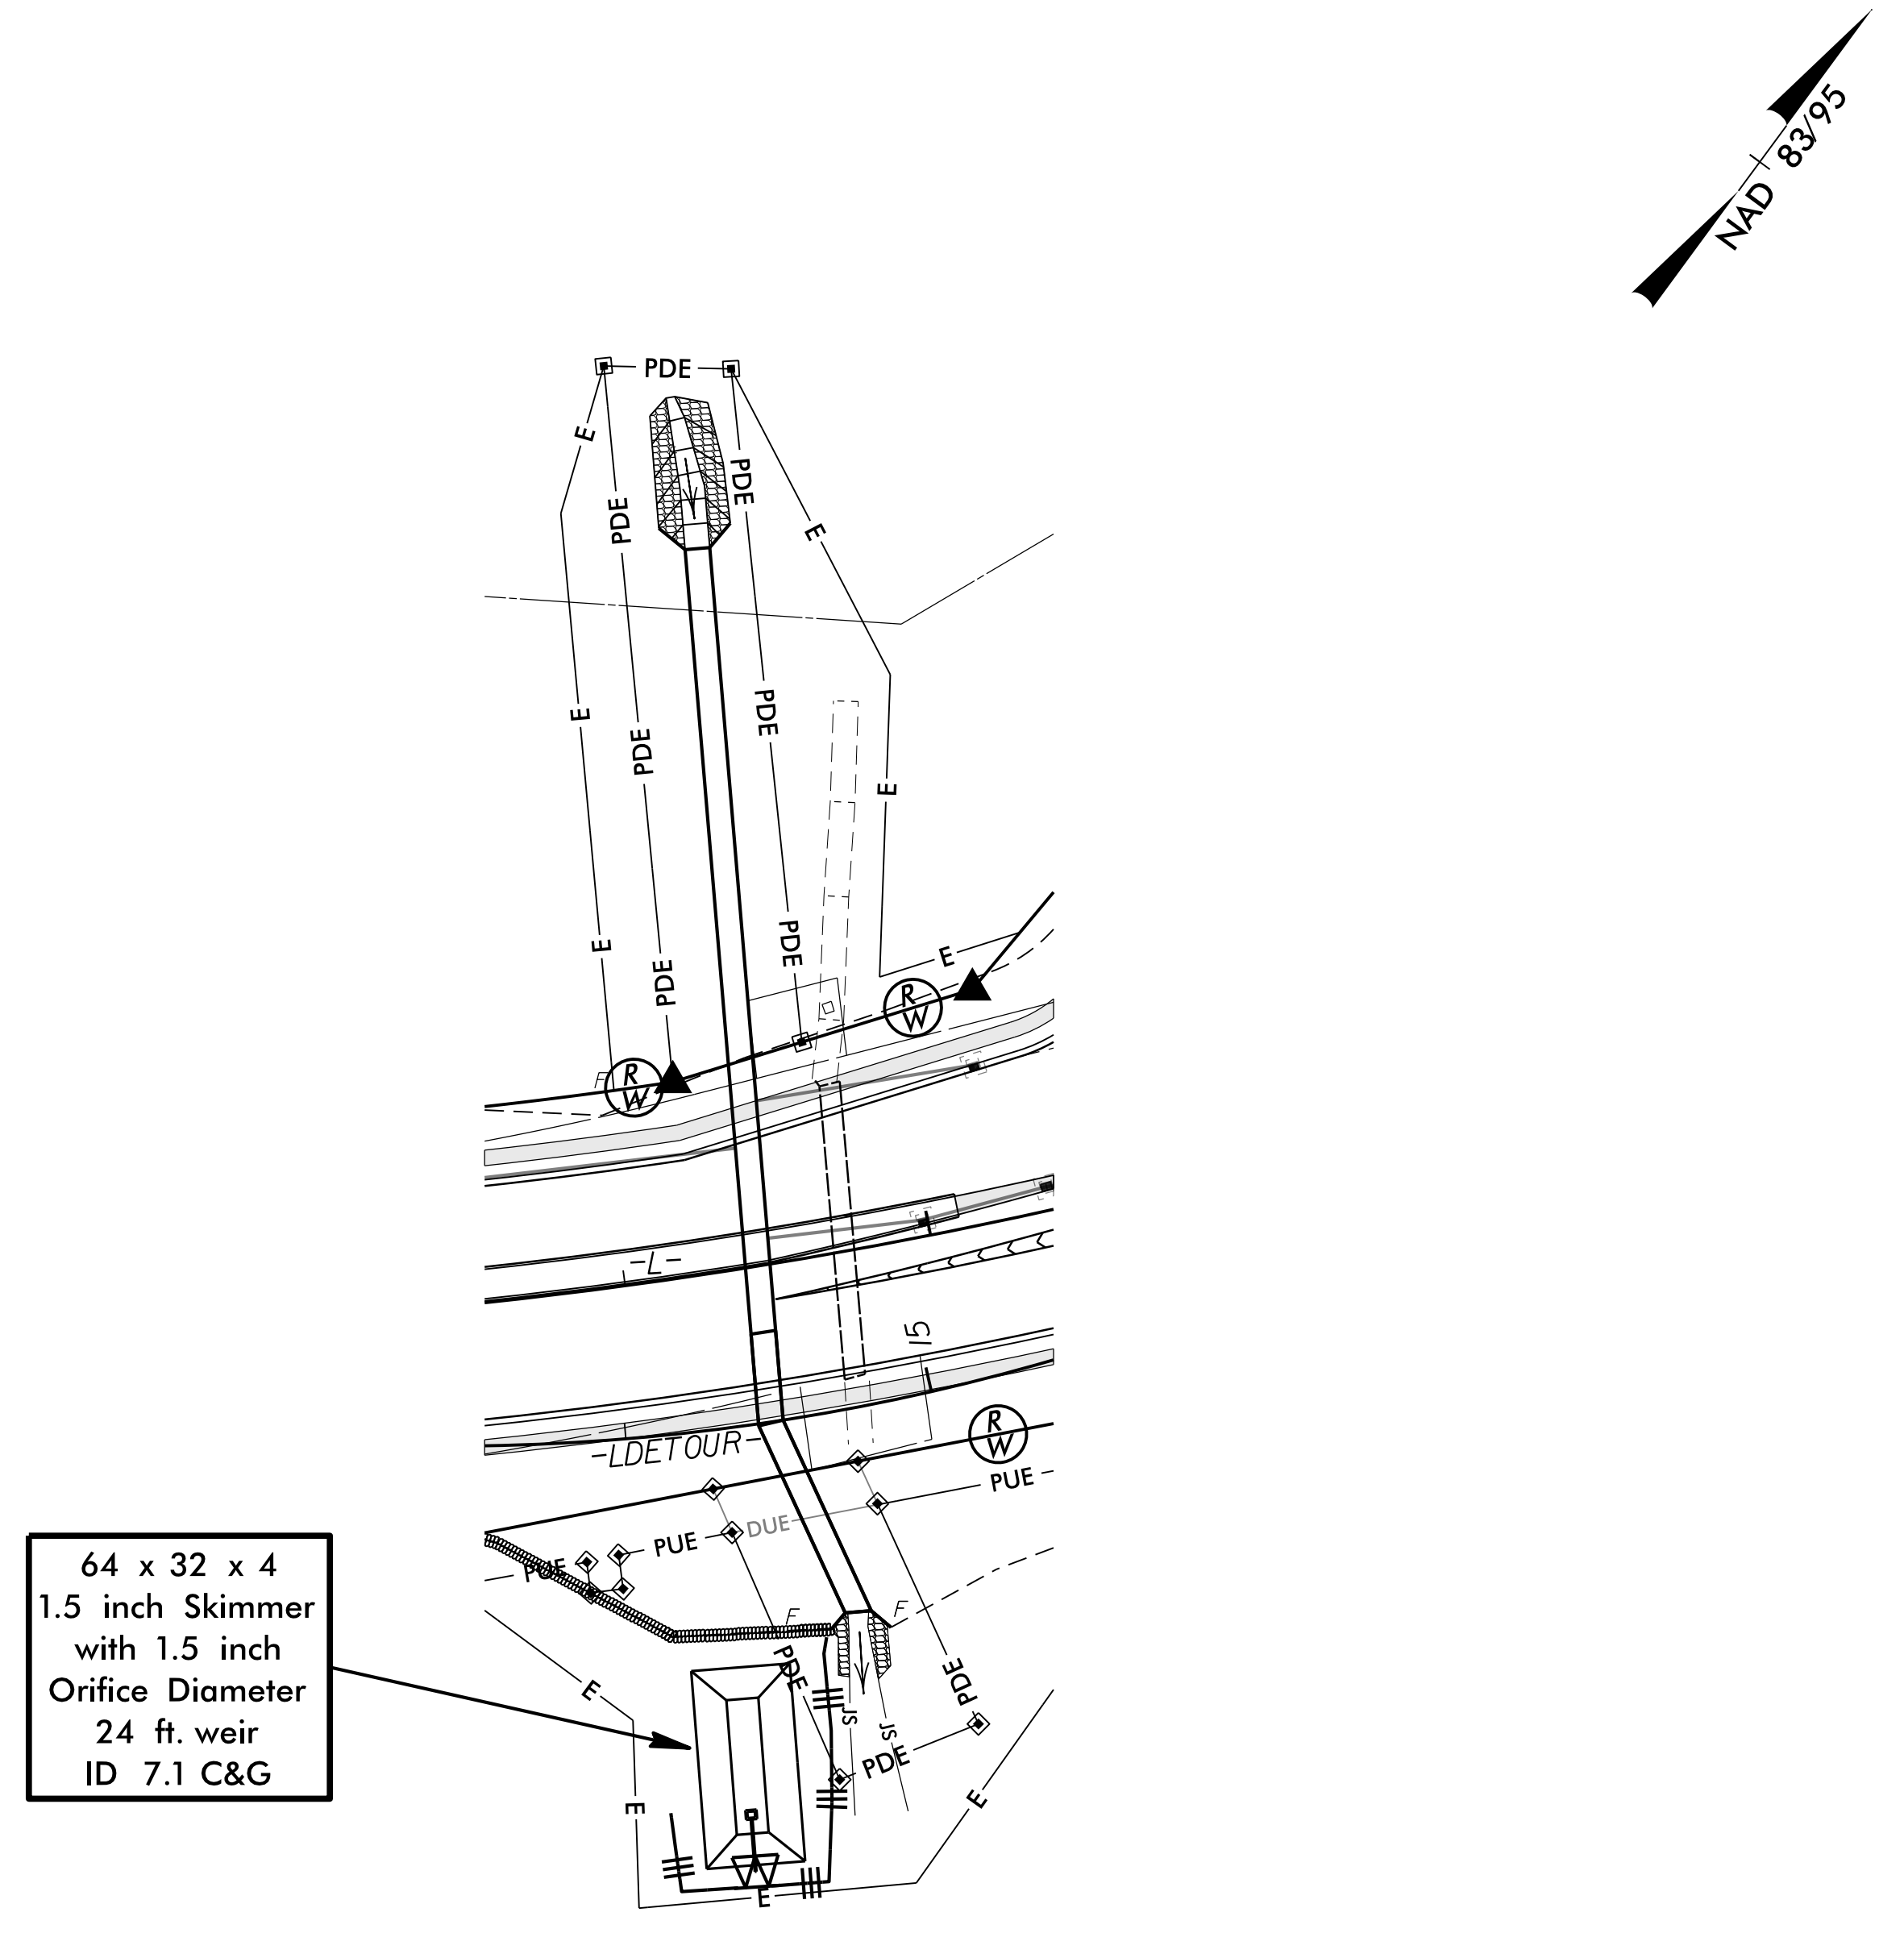 NAD 83/95
PDE
E
PDE
PDE
E
E
PDE
PDE
E
E
PDE
E
PDE
R
W
F
R
W
-L-
15
-LDETOUR-
R
W
PUE
DUE
PUE
PUE
F
F
64 x 32 x 4
1.5 inch Skimmer
with 1.5 inch
Orifice Diameter
24 ft. weir
ID 7.1 C&G
E
PDE
PDE
JS
JS
PDE
E
E
E